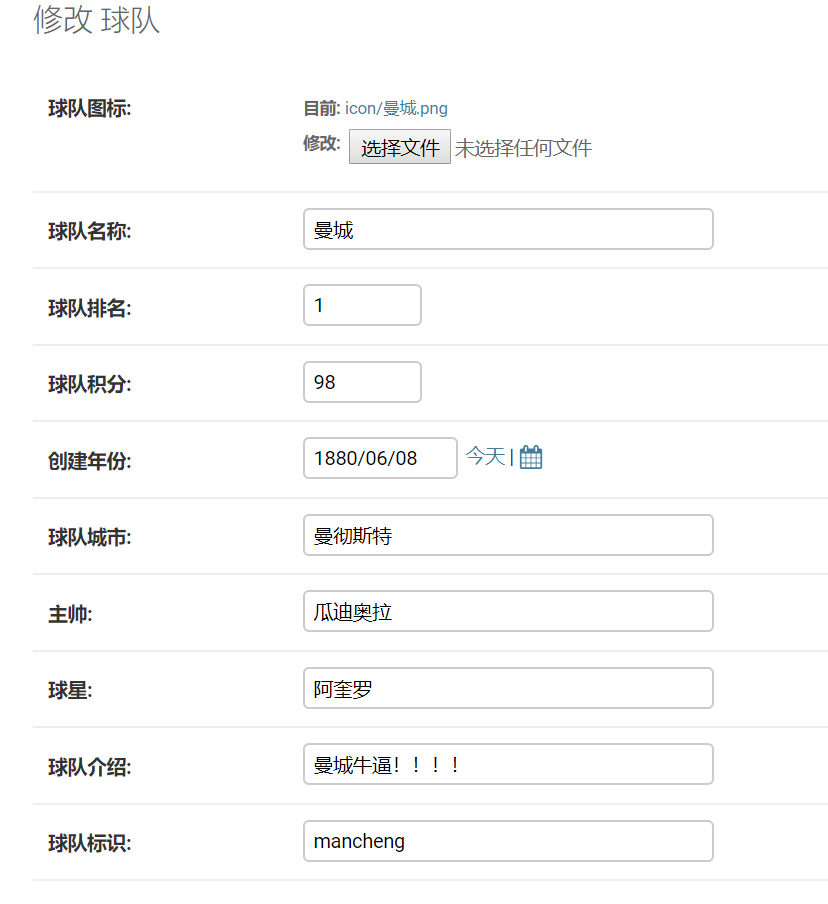 修改 球队
球队图标: 目前: icon/曼城.png
修改: 选择文件 未选择任何文件
球队名称: 曼城
球队排名: 1
球队积分: 98
创建年份: 1880/06/08 今天 |
球队城市: 曼彻斯特
主帅: 瓜迪奥拉
球星: 阿奎罗
球队介绍: 曼城牛逼！！！！
球队标识: mancheng